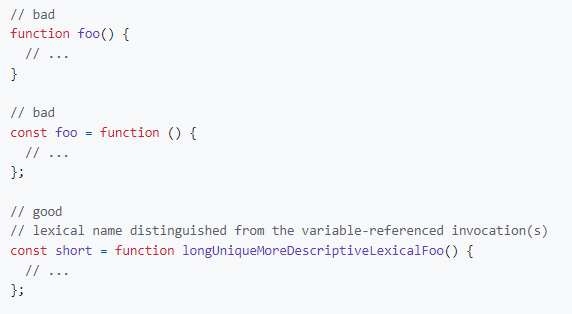 // bad
function foo() {
  // ...
}
// bad
const foo = function () {
  // ...
};
// good
// lexical name distinguished from the variable-referenced invocation(s)
const short = function longUniqueMoreDescriptiveLexicalFoo() {
  // ...
};